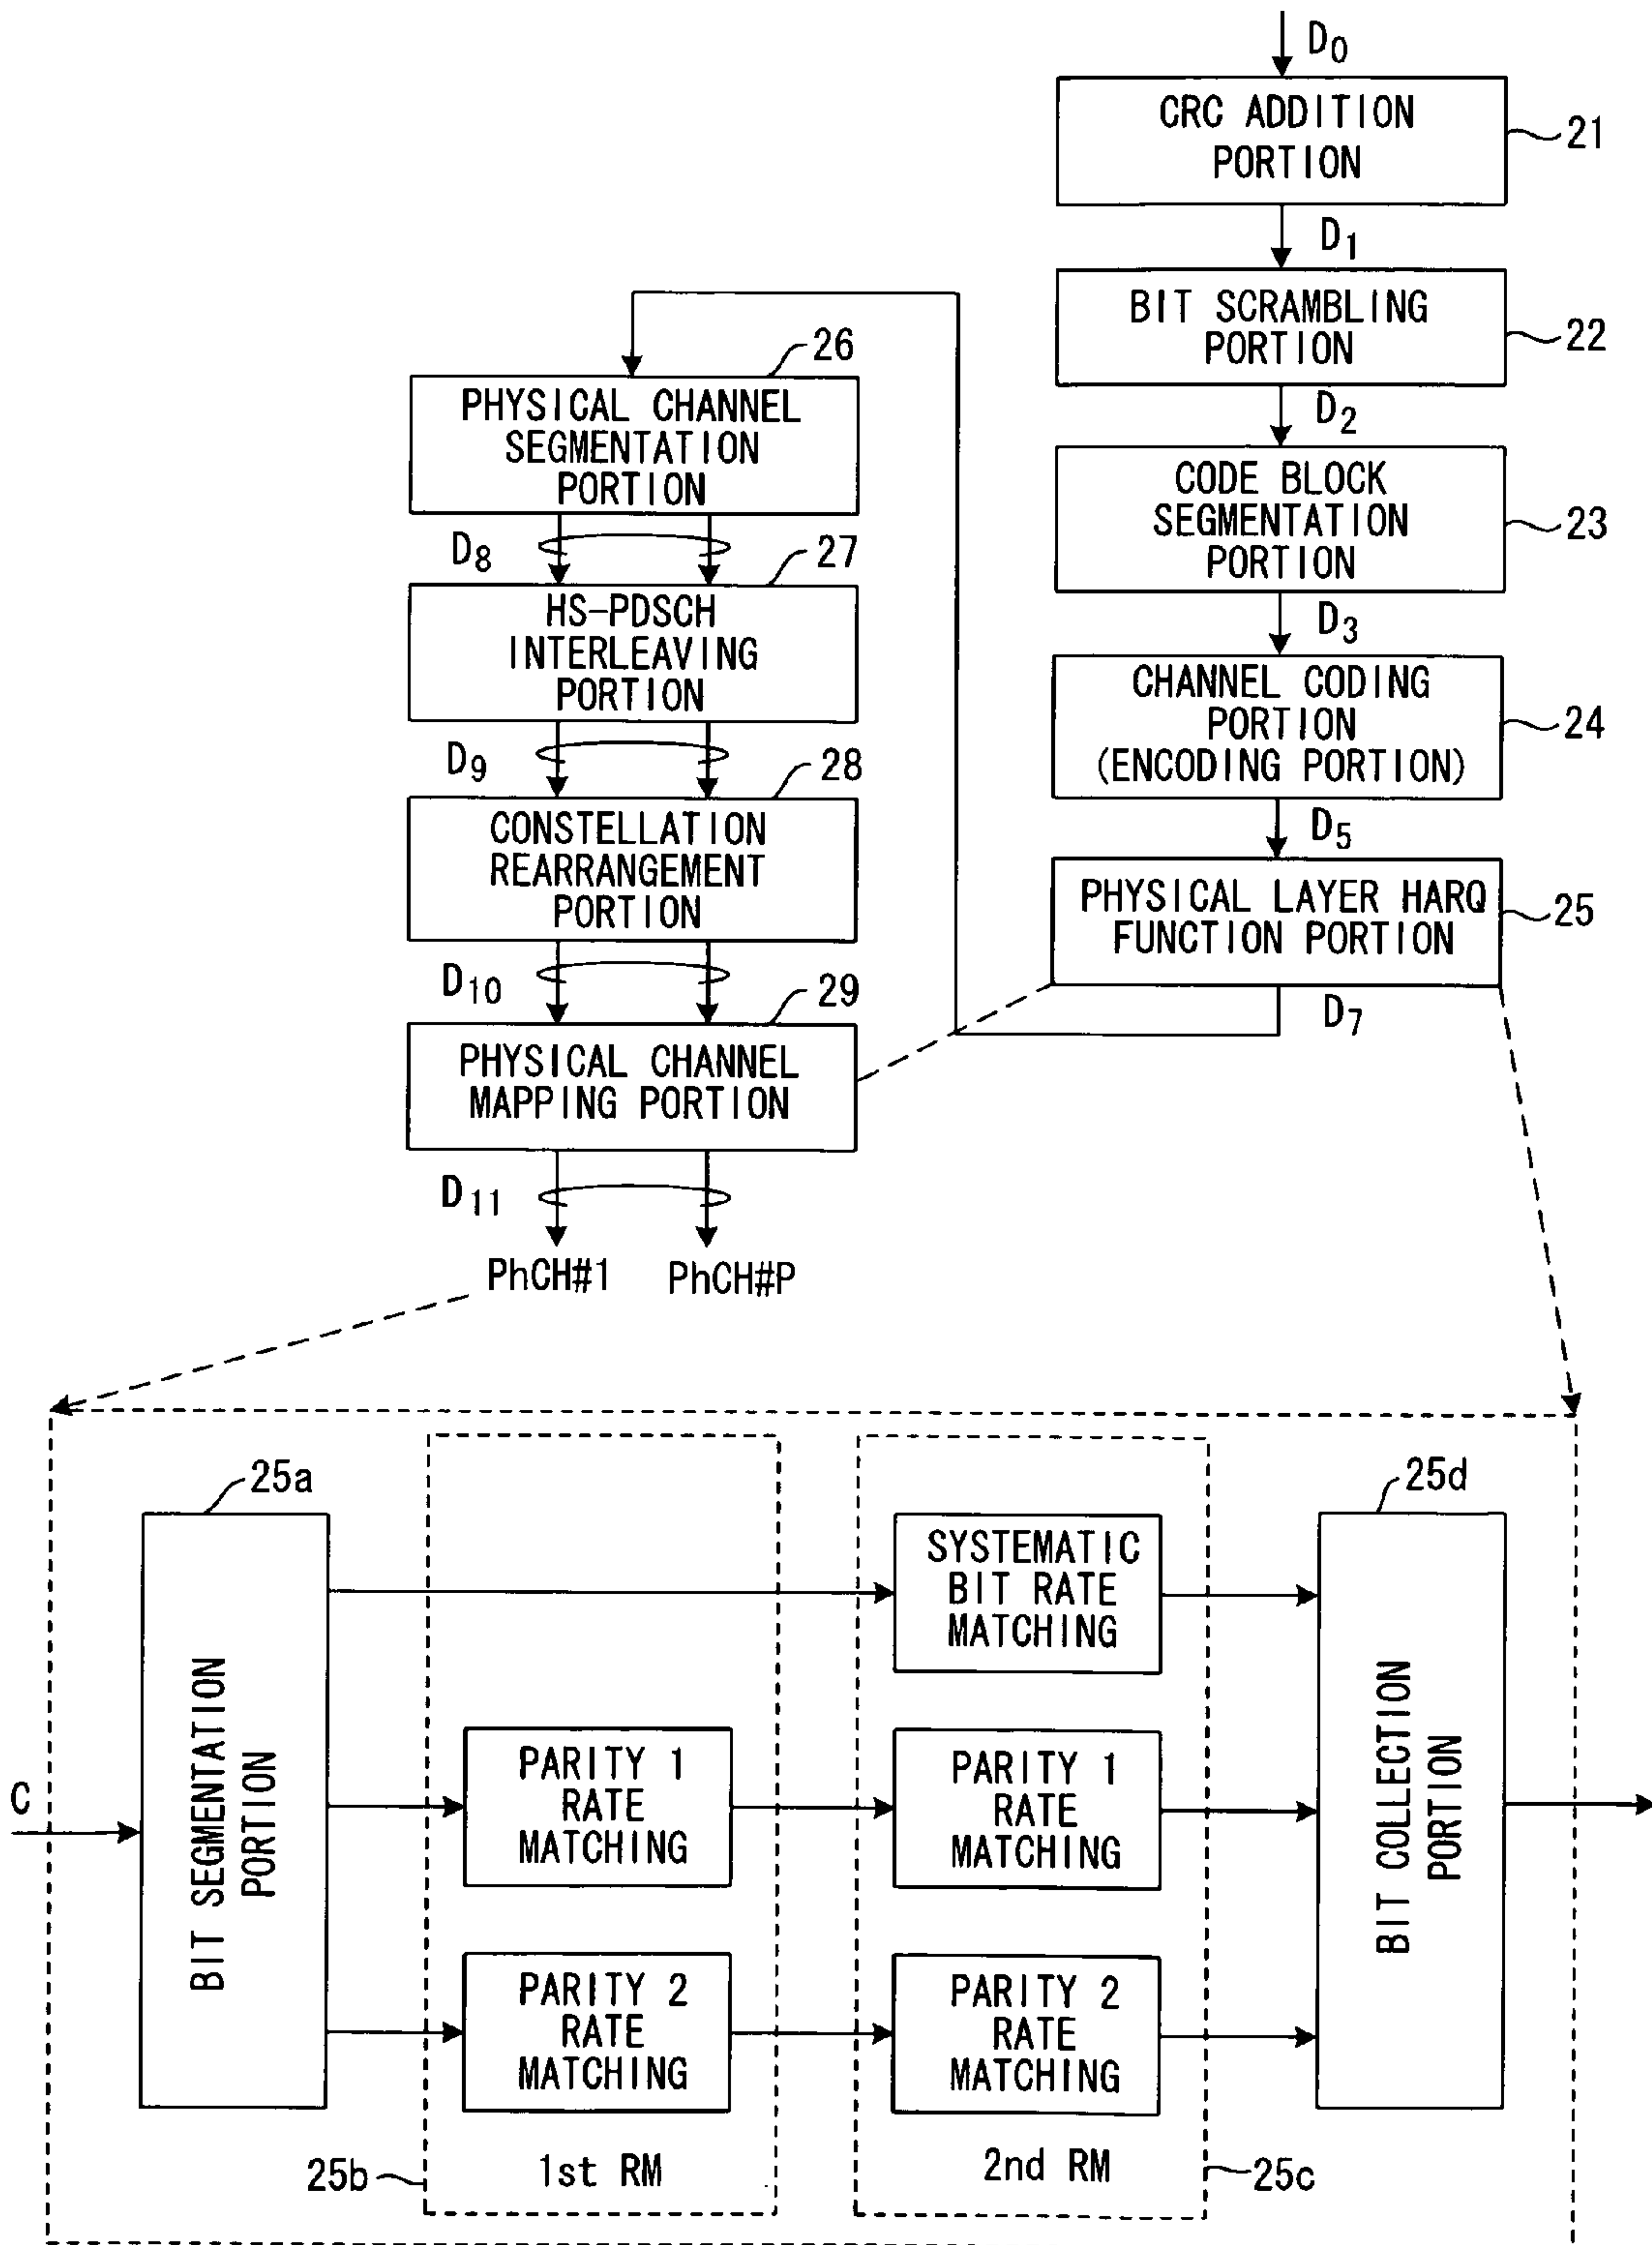 D0
CRC ADDITION
PORTION
21
D1
BIT SCRAMBLING
PORTION
22
D2
CODE BLOCK
SEGMENTATION
PORTION
23
D3
CHANNEL CODING
PORTION
(ENCODING PORTION)
24
D5
PHYSICAL LAYER HARQ
FUNCTION PORTION
25
D7
26
PHYSICAL CHANNEL
SEGMENTATION
PORTION
D8
27
HS-PDSCH
INTERLEAVING
PORTION
D9
28
CONSTELLATION
REARRANGEMENT
PORTION
D10
29
PHYSICAL CHANNEL
MAPPING PORTION
D11
PhCH#1 PhCH#P
C
25a
BIT SEGMENTATION
PORTION
PARITY 1
RATE
MATCHING
PARITY 2
RATE
MATCHING
25b
1st RM
SYSTEMATIC
BIT RATE
MATCHING
PARITY 1
RATE
MATCHING
PARITY 2
RATE
MATCHING
2nd RM
25c
25d
BIT COLLECTION
PORTION